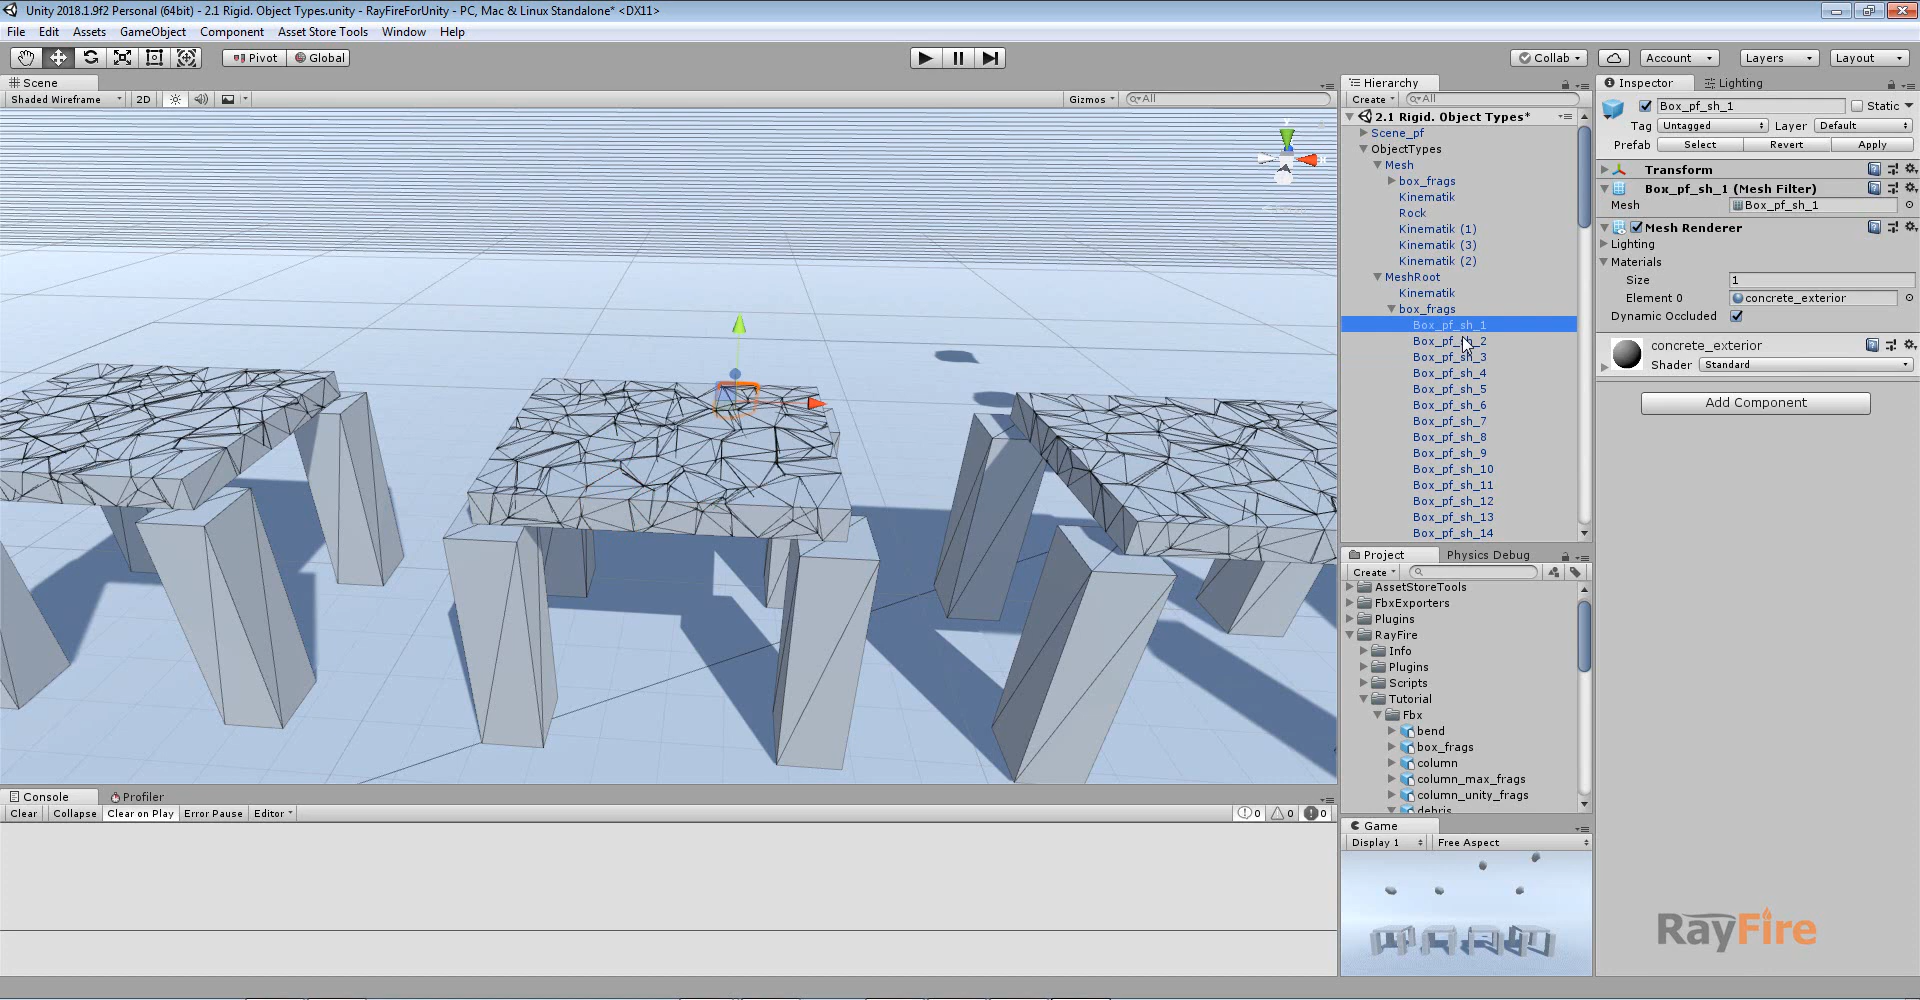 Unity 2018.1.9f2 Personal (64bit) - 2.1 Rigid. Object Types.unity - RayFireForUnity - PC, Mac & Linux Standalone* <DX11>
File Edit Assets GameObject Component Asset Store Tools Window Help
Pivot Global Collab Account Layers Layout
Scene
Shaded Wireframe 2D Gizmos All
Hierarchy
Create All
2.1 Rigid. Object Types*
Scene_pf
ObjectTypes
Mesh
box_frags
Kinematik
Rock
Kinematik (1)
Kinematik (3)
Kinematik (2)
MeshRoot
Kinematik
box_frags
Box_pf_sh_1
Box_pf_sh_2
Box_pf_sh_3
Box_pf_sh_4
Box_pf_sh_5
Box_pf_sh_6
Box_pf_sh_7
Box_pf_sh_8
Box_pf_sh_9
Box_pf_sh_10
Box_pf_sh_11
Box_pf_sh_12
Box_pf_sh_13
Box_pf_sh_14
Project Physics Debug
Create
AssetStoreTools
FbxExporters
Plugins
RayFire
Info
Plugins
Scripts
Tutorial
Fbx
bend
box_frags
column
column_max_frags
column_unity_frags
debris
Game
Display 1 Free Aspect
Inspector Lighting
Box_pf_sh_1 Static
Tag Untagged Layer Default
Prefab Select Revert Apply
Transform
Box_pf_sh_1 (Mesh Filter)
Mesh Box_pf_sh_1
Mesh Renderer
Lighting
Materials
Size 1
Element 0 concrete_exterior
Dynamic Occluded
concrete_exterior
Shader Standard
Add Component
Console Profiler
Clear Collapse Clear on Play Error Pause Editor 0 0 0
RayFire